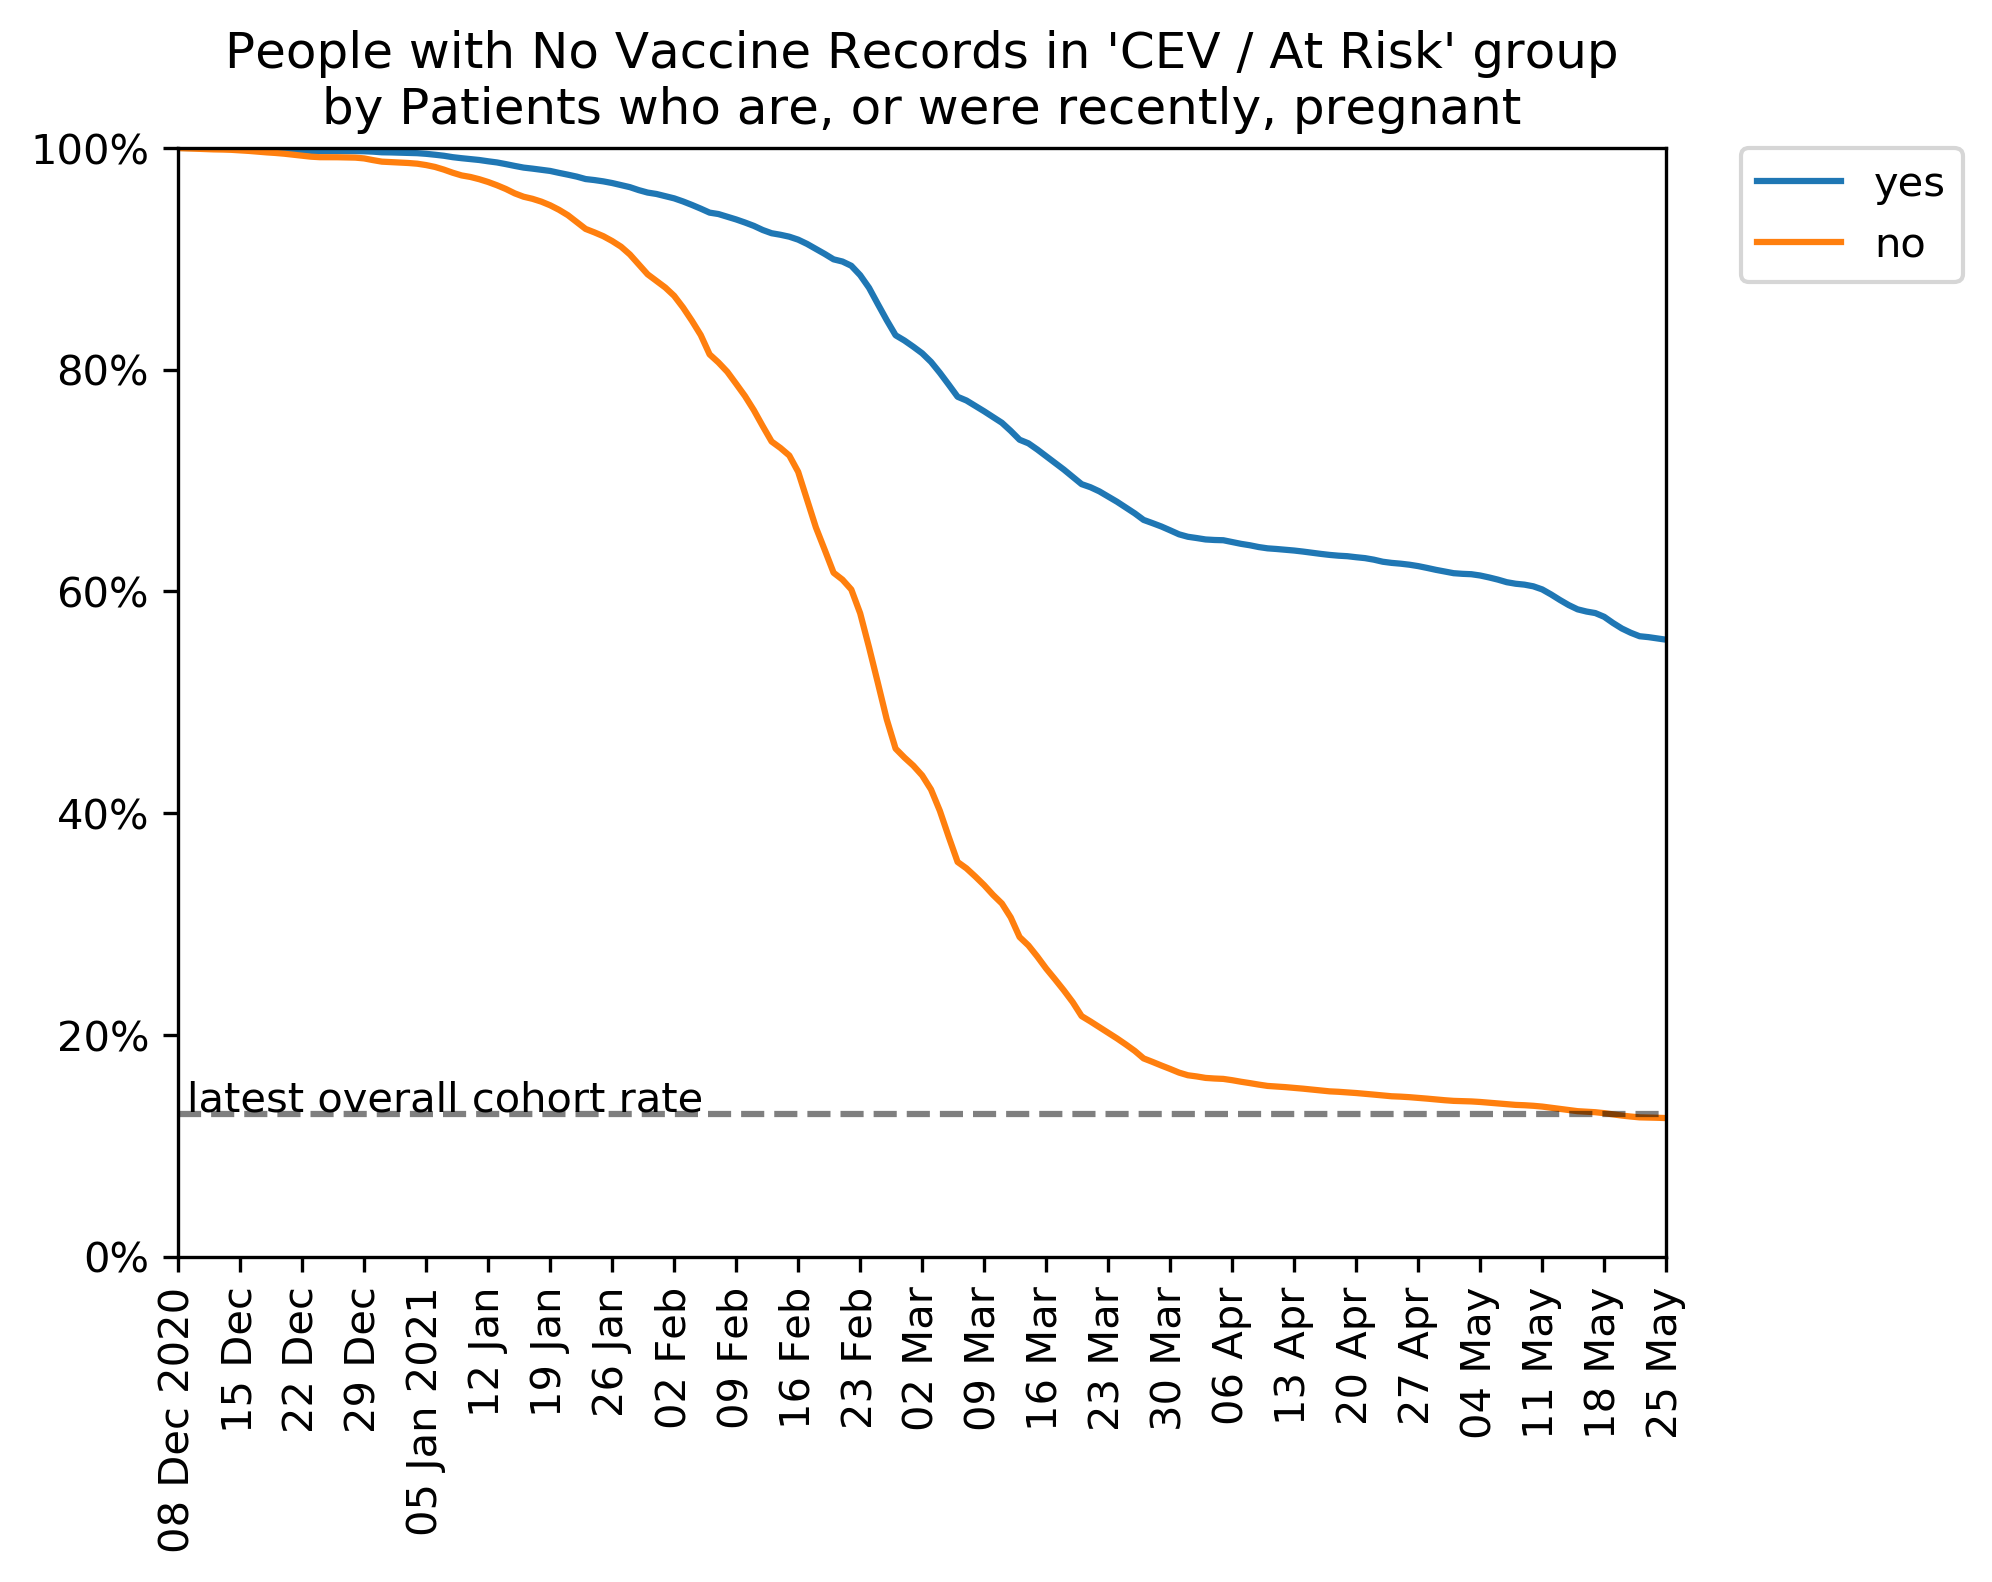 People with No Vaccine Records in 'CEV / At Risk' group
by Patients who are, or were recently, pregnant
yes
no
100%
80%
60%
40%
20%
0%
latest overall cohort rate
08 Dec 2020
15 Dec
22 Dec
29 Dec
05 Jan 2021
12 Jan
19 Jan
26 Jan
02 Feb
09 Feb
16 Feb
23 Feb
02 Mar
09 Mar
16 Mar
23 Mar
30 Mar
06 Apr
13 Apr
20 Apr
27 Apr
04 May
11 May
18 May
25 May